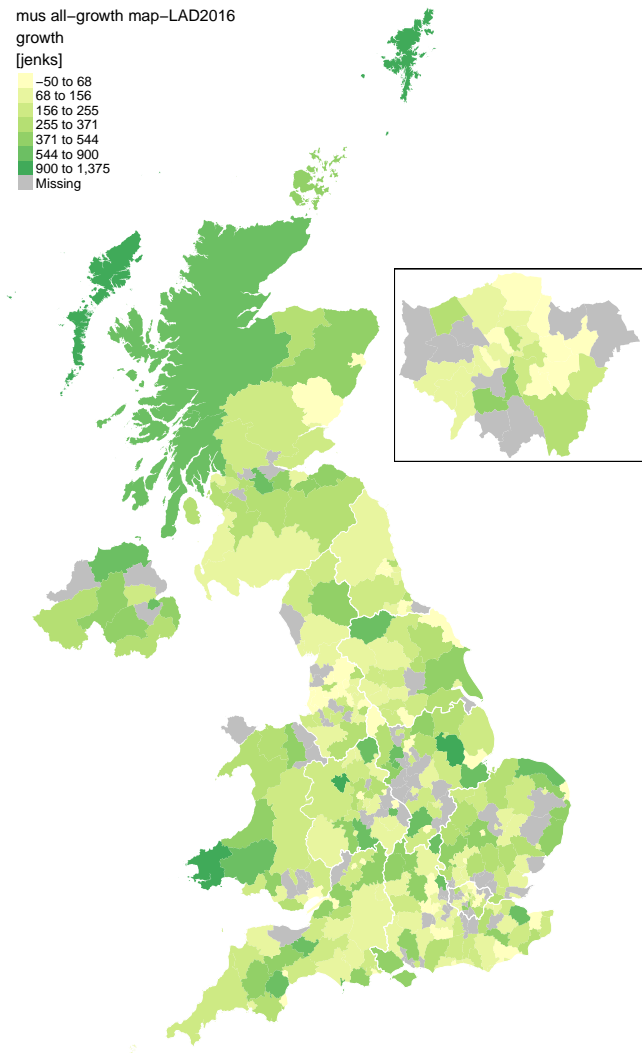 mus all-growth map-LAD2016
growth
[jenks]
-50 to 68
68 to 156
156 to 255
255 to 371
371 to 544
544 to 900
900 to 1,375
Missing